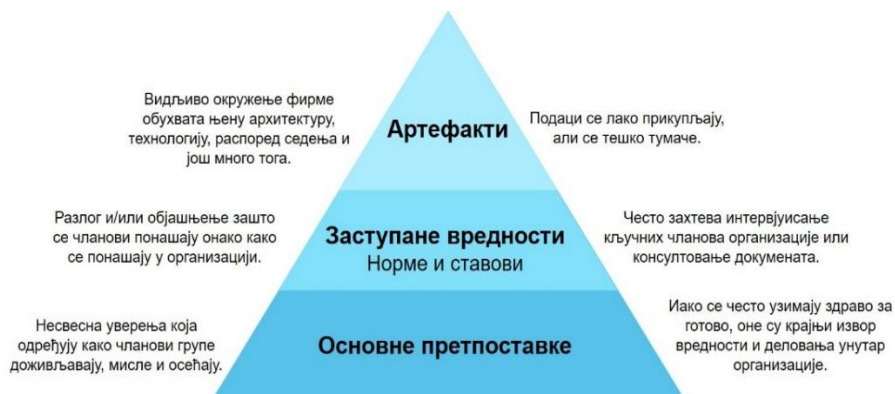 Видљиво окружење фирме
обухвата њену архитектуру,
технологију, распоред седења и
још много тога.
Артефакти
Подаци се лако прикупљају,
али се тешко тумаче.
Разлог и/или објашњење зашто
се чланови понашају онако како
се понашају у организацији.
Заступане вредности
Норме и ставови
Често захтева интервјуисање
кључних чланова организације или
консултовање докумената.
Несвесна уверења која
одређују како чланови групе
доживљавају, мисле и осећају.
Основне претпоставке
Иако се често узимају здраво за
готово, оне су крајњи извор
вредности и деловања унутар
организације.